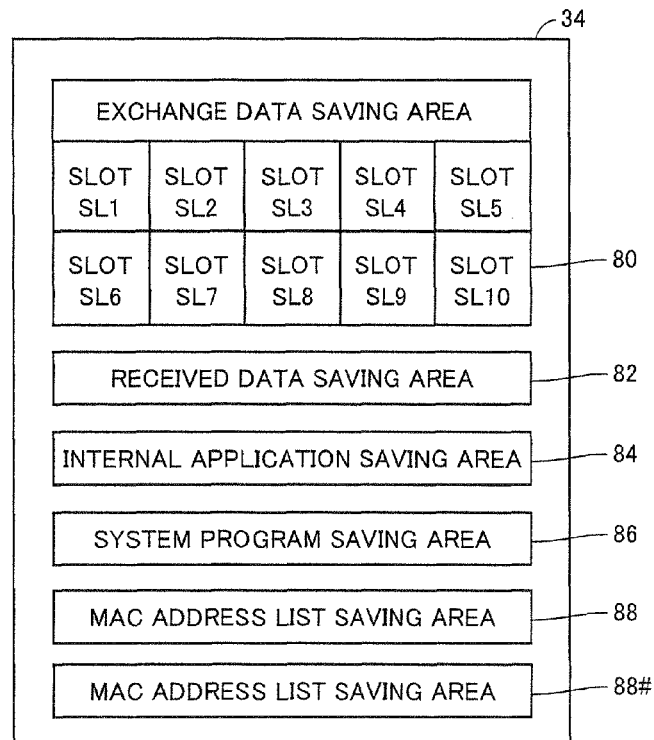 34
EXCHANGE DATA SAVING AREA
SLOT SL1
SLOT SL2
SLOT SL3
SLOT SL4
SLOT SL5
SLOT SL6
SLOT SL7
SLOT SL8
SLOT SL9
SLOT SL10
80
RECEIVED DATA SAVING AREA
82
INTERNAL APPLICATION SAVING AREA
84
SYSTEM PROGRAM SAVING AREA
86
MAC ADDRESS LIST SAVING AREA
88
MAC ADDRESS LIST SAVING AREA
88#